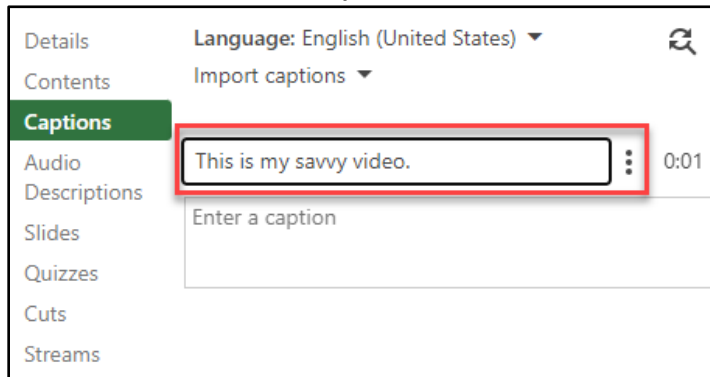 Details
Contents
Captions
Audio
Descriptions
Slides
Quizzes
Cuts
Streams
Language: English (United States)
Import captions
This is my savvy video.
0:01
Enter a caption